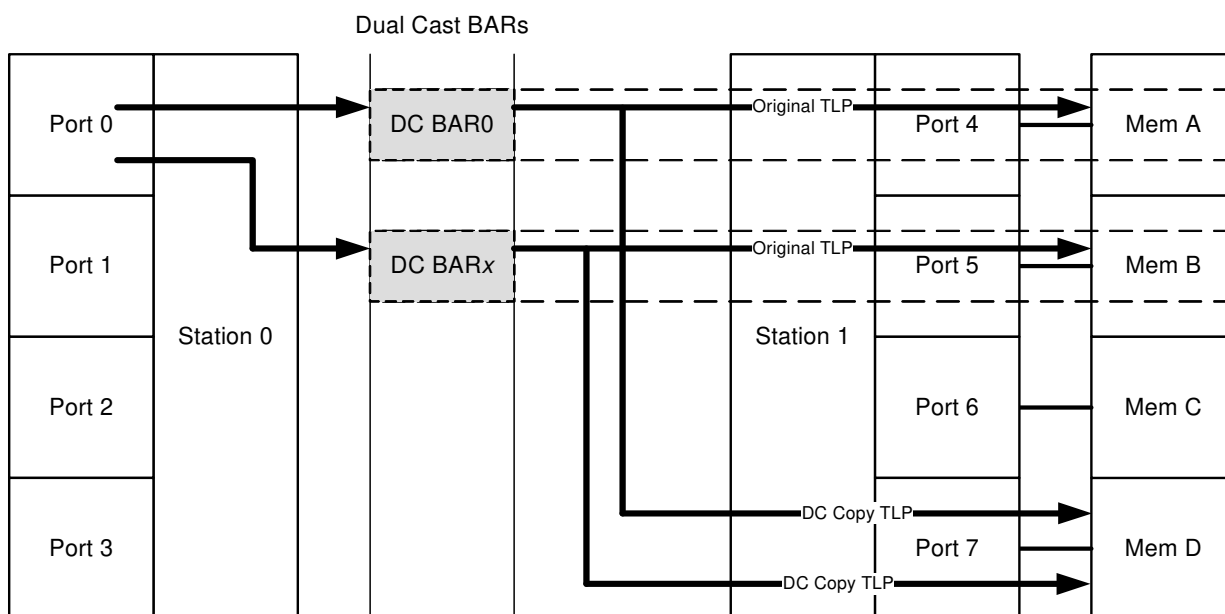 Dual Cast BARs
Port 0
DC BAR0
Original TLP
Port 4
Mem A
Port 1
DC BARx
Original TLP
Port 5
Mem B
Station 0
Station 1
Port 2
Port 6
Mem C
DC Copy TLP
Port 3
Port 7
Mem D
DC Copy TLP